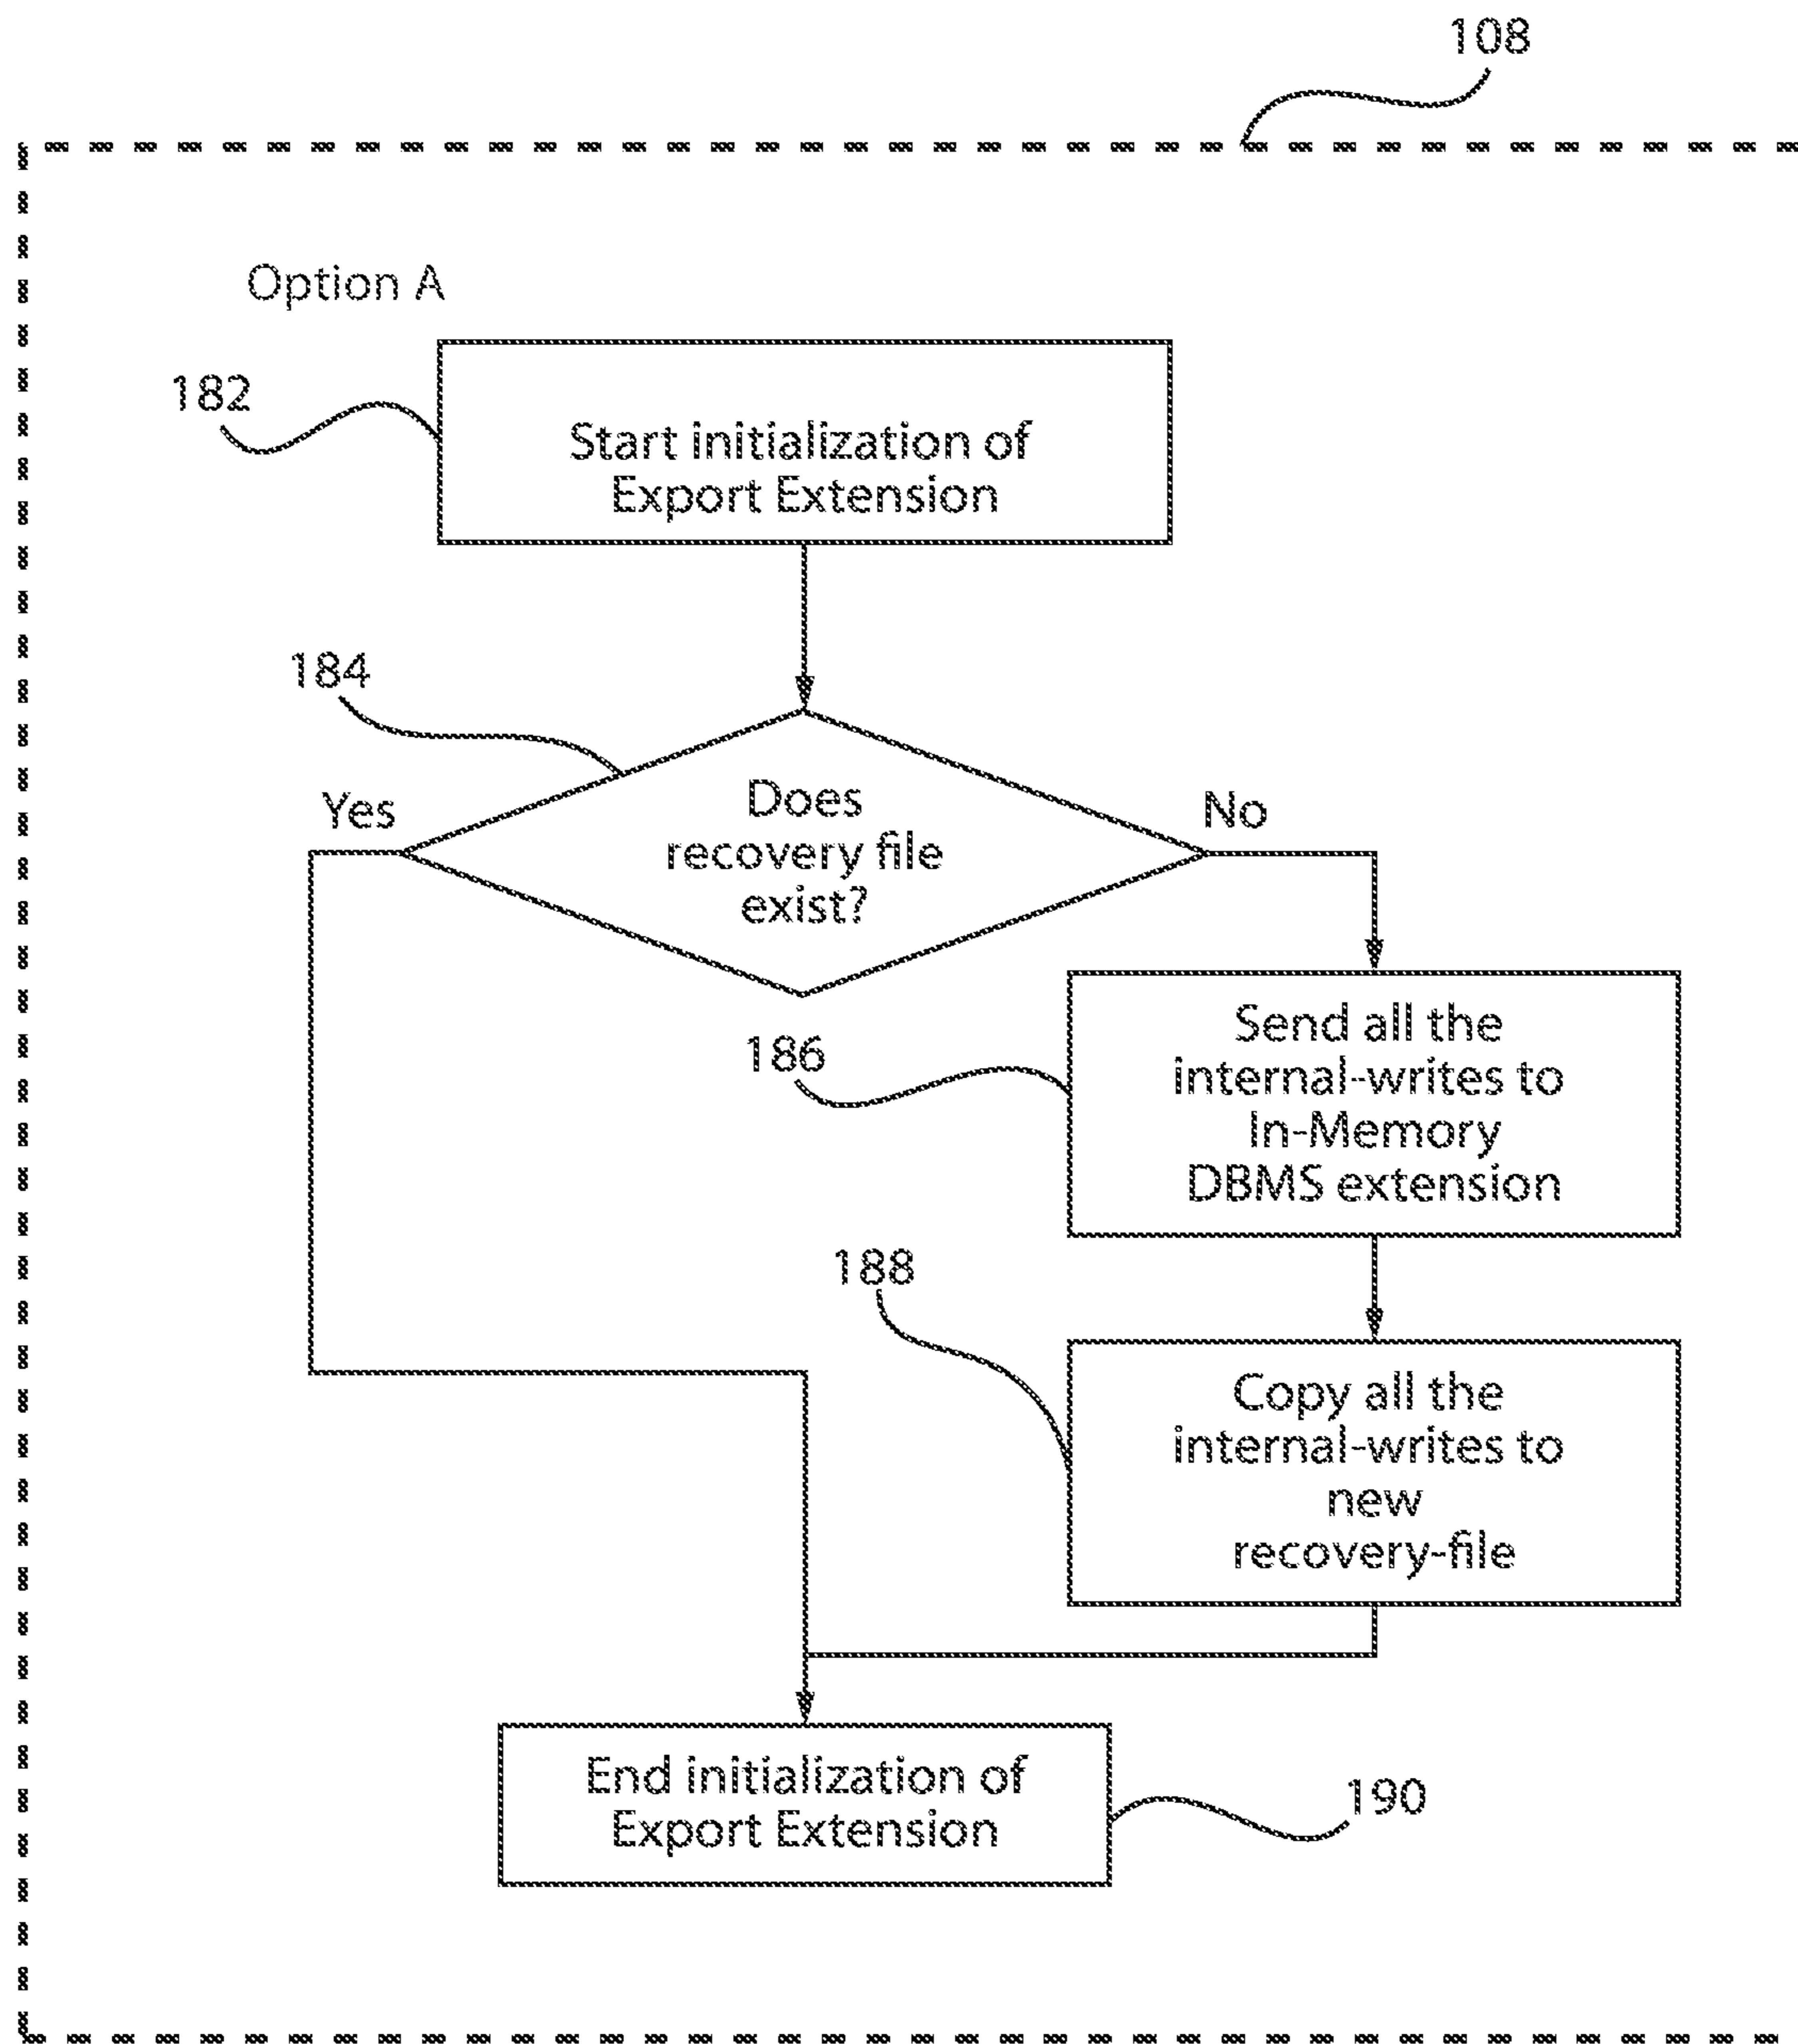 108
Option A
182
Start initialization of
Export Extension
184
Yes
No
Does
recovery file
exist?
186
Send all the
internal-writes to
In-Memory
DBMS extension
188
Copy all the
internal-writes to
new
recovery-file
End initialization of
Export Extension
190